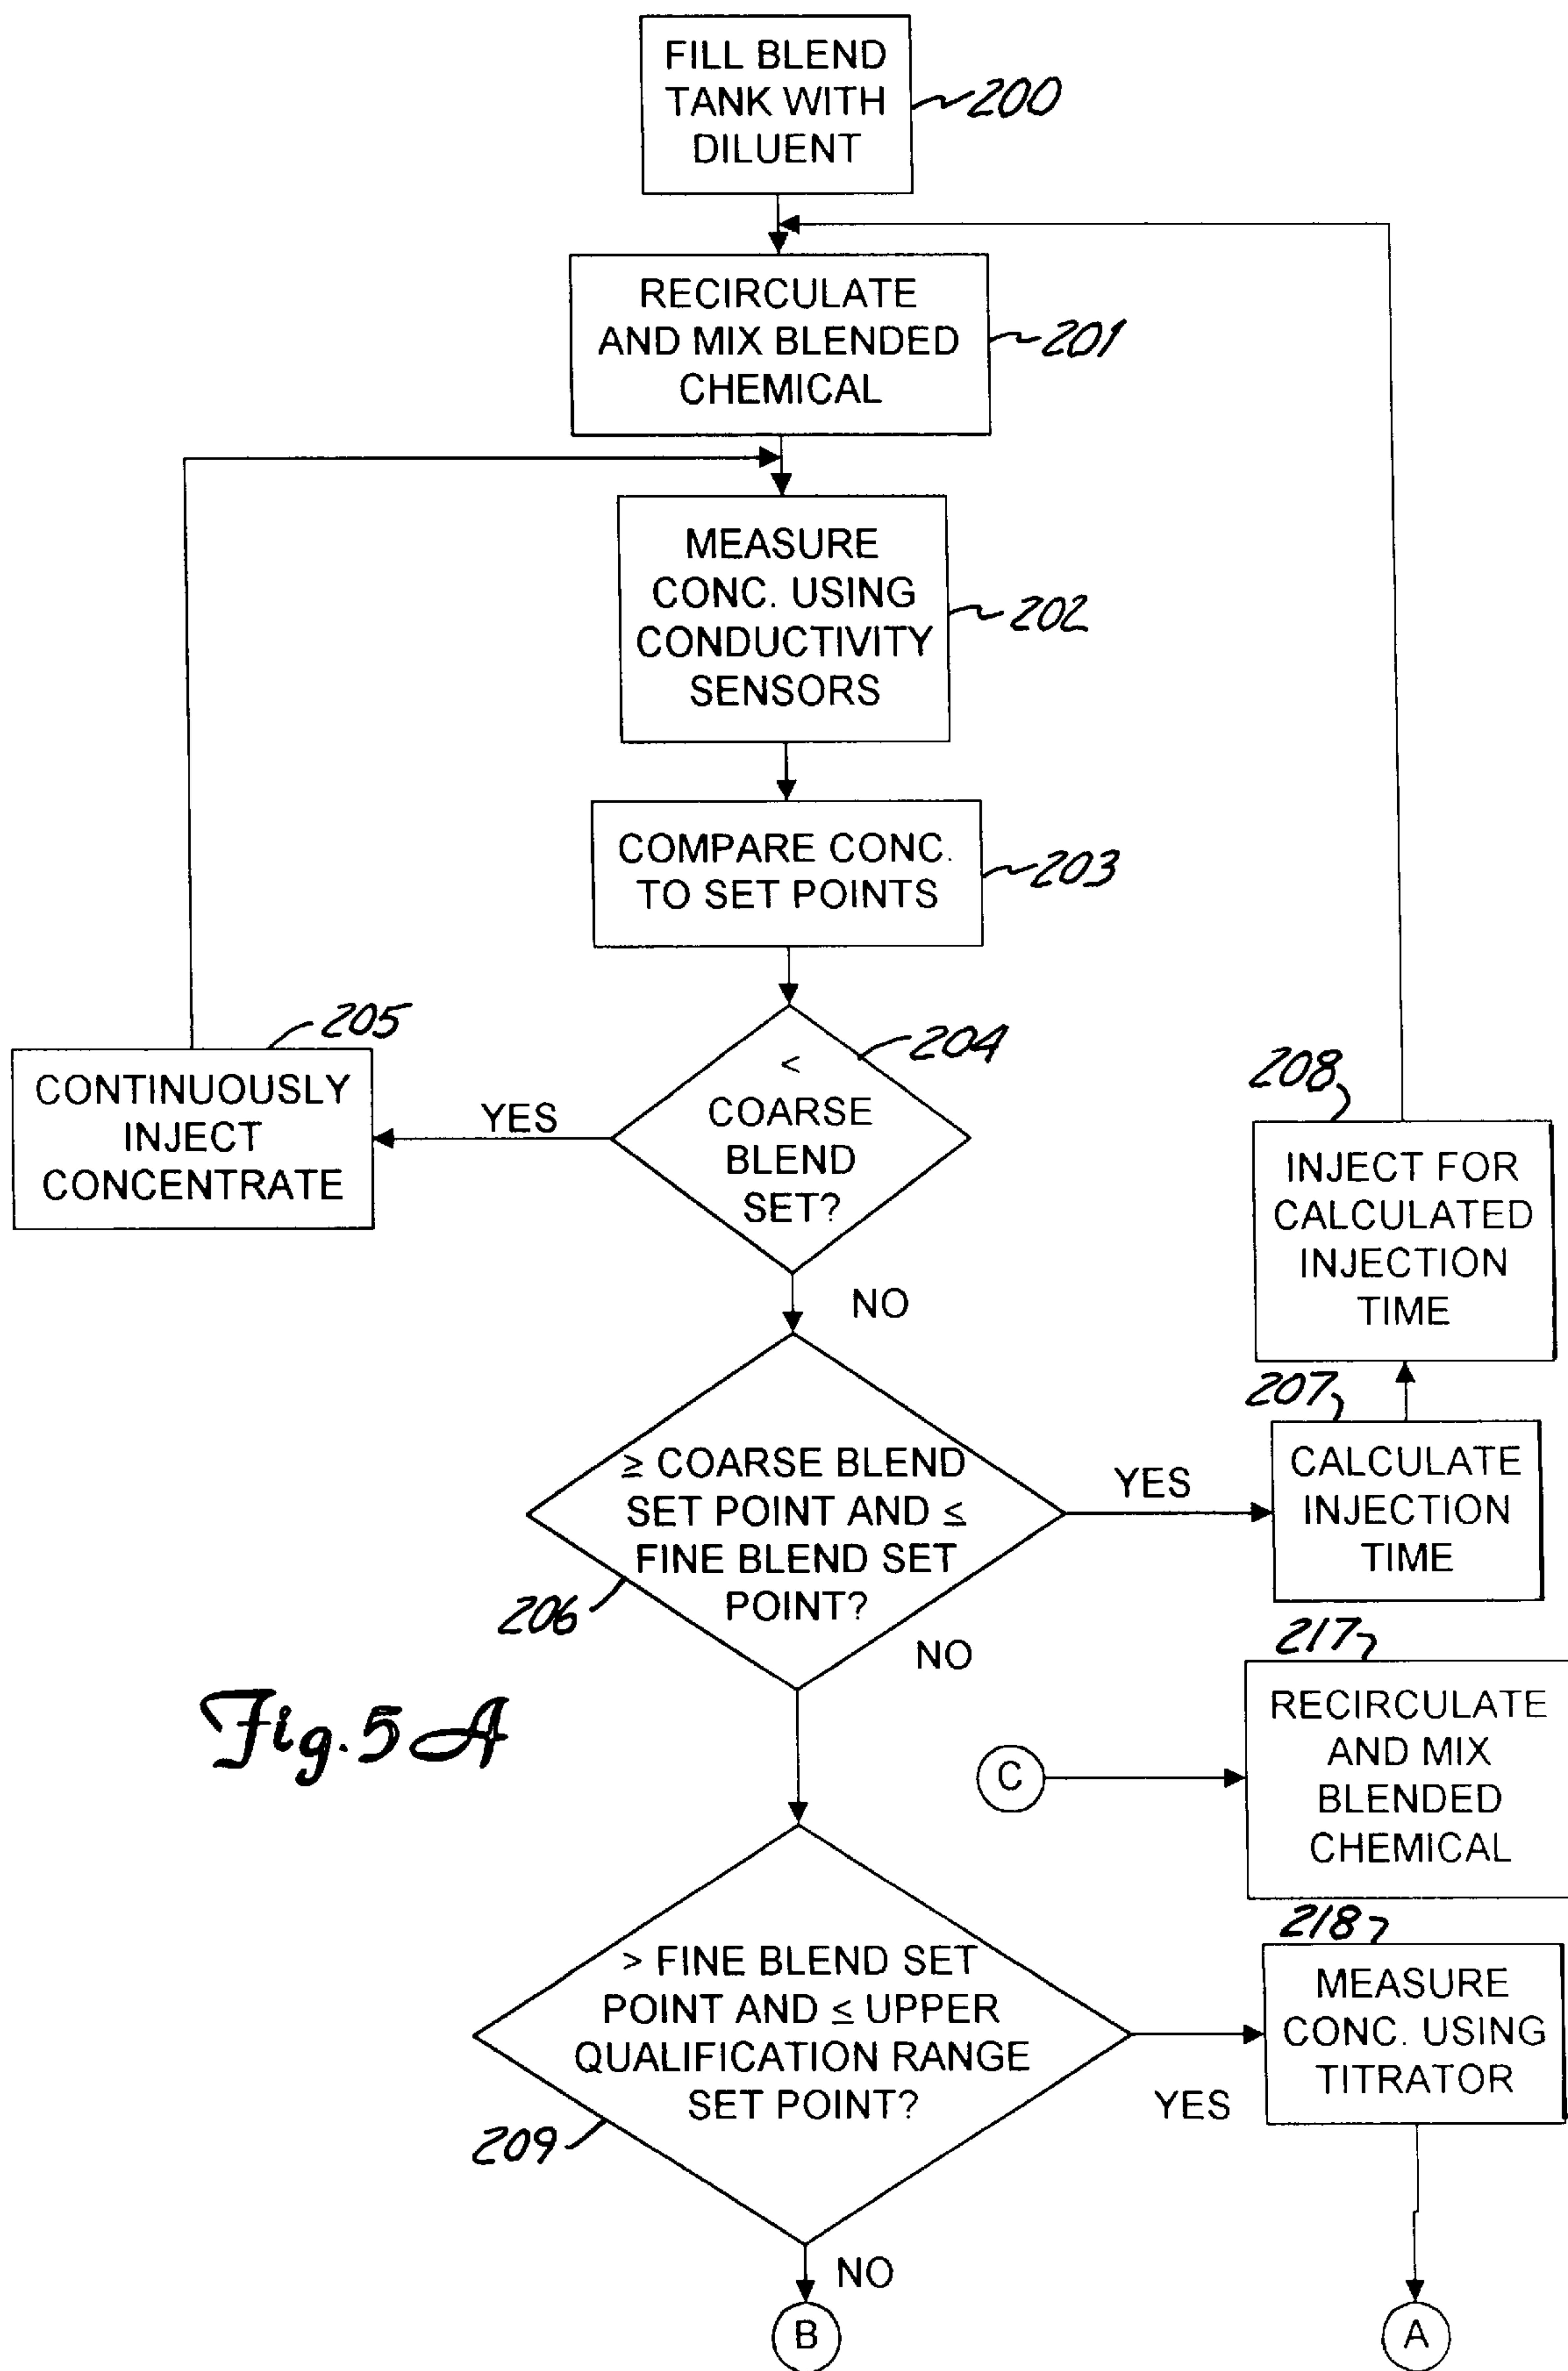 FILL BLEND
TANK WITH
DILUENT
200
RECIRCULATE
AND MIX BLENDED
CHEMICAL
201
MEASURE
CONC. USING
CONDUCTIVITY
SENSORS
202
COMPARE CONC.
TO SET POINTS
203
<
COARSE
BLEND
SET?
204
YES
205
CONTINUOUSLY
INJECT
CONCENTRATE
NO
≥ COARSE BLEND
SET POINT AND ≤
FINE BLEND SET
POINT?
206
YES
207
CALCULATE
INJECTION
TIME
208
INJECT FOR
CALCULATED
INJECTION
TIME
NO
Fig. 5A
C
217
RECIRCULATE
AND MIX
BLENDED
CHEMICAL
> FINE BLEND SET
POINT AND ≤ UPPER
QUALIFICATION RANGE
SET POINT?
209
YES
218
MEASURE
CONC. USING
TITRATOR
NO
B
A